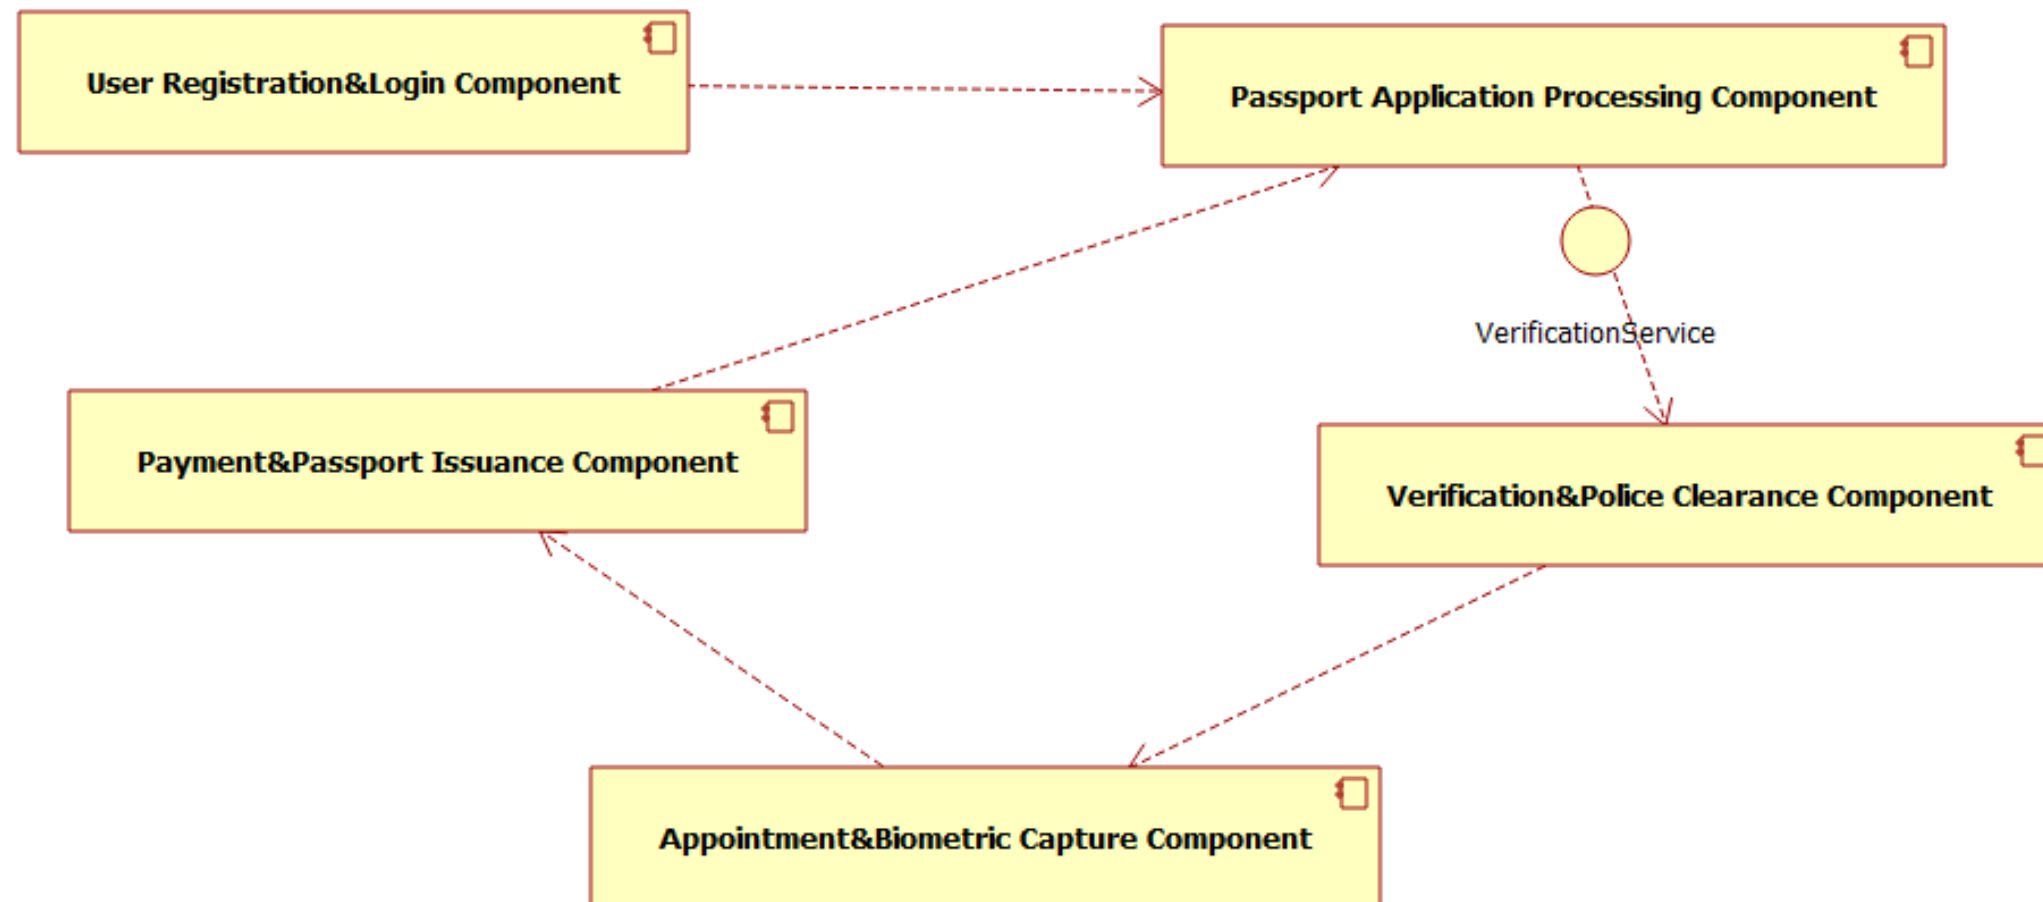 User Registration&Login Component
Passport Application Processing Component
VerificationService
Payment&Passport Issuance Component
Verification&Police Clearance Component
Appointment&Biometric Capture Component